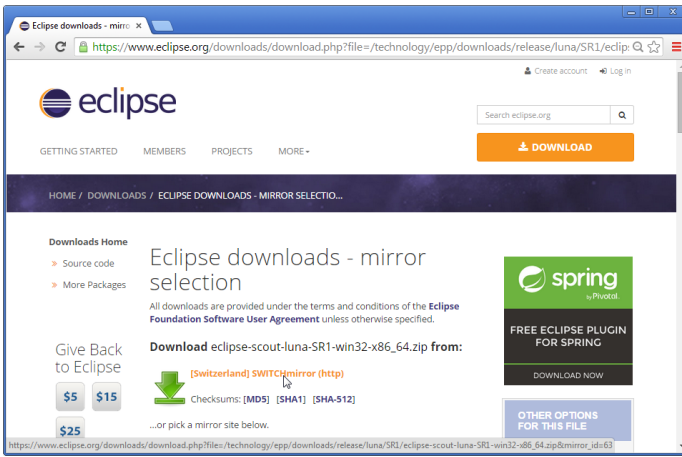 Eclipse downloads - mirro
https://www.eclipse.org/downloads/download.php?file=/technology/epp/downloads/release/luna/SR1/eclip
Create account Log in
eclipse
Search eclipse.org
GETTING STARTED MEMBERS PROJECTS MORE
DOWNLOAD
HOME / DOWNLOADS / ECLIPSE DOWNLOADS - MIRROR SELECTIO...
Downloads Home
» Source code
» More Packages
Eclipse downloads - mirror
selection
All downloads are provided under the terms and conditions of the Eclipse
Foundation Software User Agreement unless otherwise specified.
Download eclipse-scout-luna-SR1-win32-x86_64.zip from:
[Switzerland] SWITCHmirror (http)
Checksums: [MD5] [SHA1] [SHA-512]
...or pick a mirror site below.
Give Back
to Eclipse
$5 $15
$25
spring
by Pivotal.
FREE ECLIPSE PLUGIN
FOR SPRING
DOWNLOAD NOW
OTHER OPTIONS
FOR THIS FILE
https://www.eclipse.org/downloads/download.php?file=/technology/epp/downloads/release/luna/SR1/eclipse-scout-luna-SR1-win32-x86_64.zip&mirror_id=63